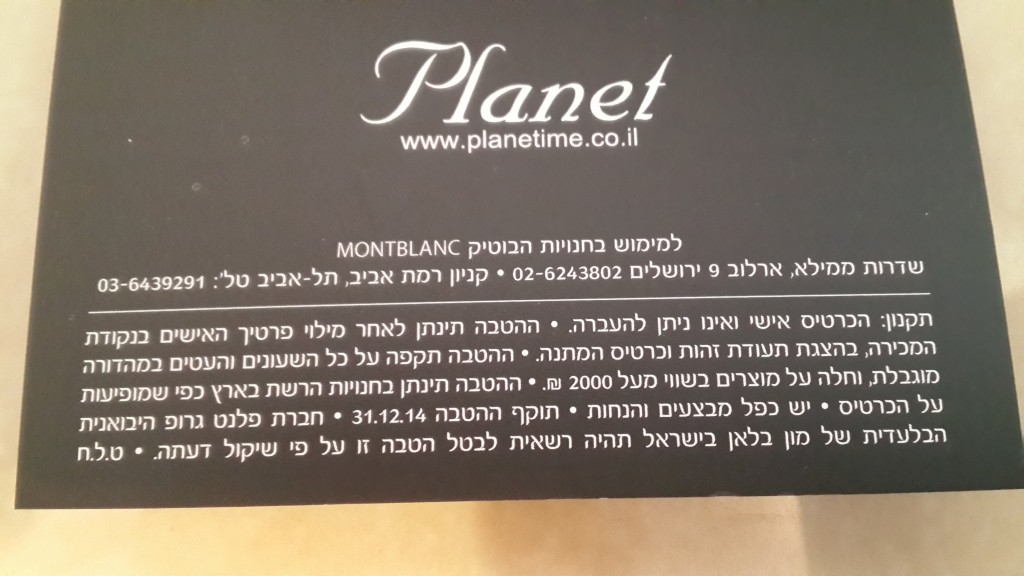 Planet
www.planetime.co.il
למימוש בחנויות הבוטיק MONTBLANC
שדרות ממילא, ארלוב 9 ירושלים 02-6243802 • קניון רמת אביב, תל-אביב טל': 03-6439291
תקנון: הכרטיס אישי ואינו ניתן להעברה. • ההטבה תינתן לאחר מילוי פרטיך האישים בנקודת
המכירה, בהצגת תעודת זהות וכרטיס המתנה. • ההטבה תקפה על כל השעונים והעטים במהדורה
מוגבלת, וחלה על מוצרים בשווי מעל 2000 ₪. • ההטבה תינתן בחנויות הרשת בארץ כפי שמופיעות
על הכרטיס • יש כפל מבצעים והנחות • תוקף ההטבה 31.12.14 • חברת פלנט גרופ היבואנית
הבלעדית של מון בלאן בישראל תהיה רשאית לבטל הטבה זו על פי שיקול דעתה. • ט.ל.ח